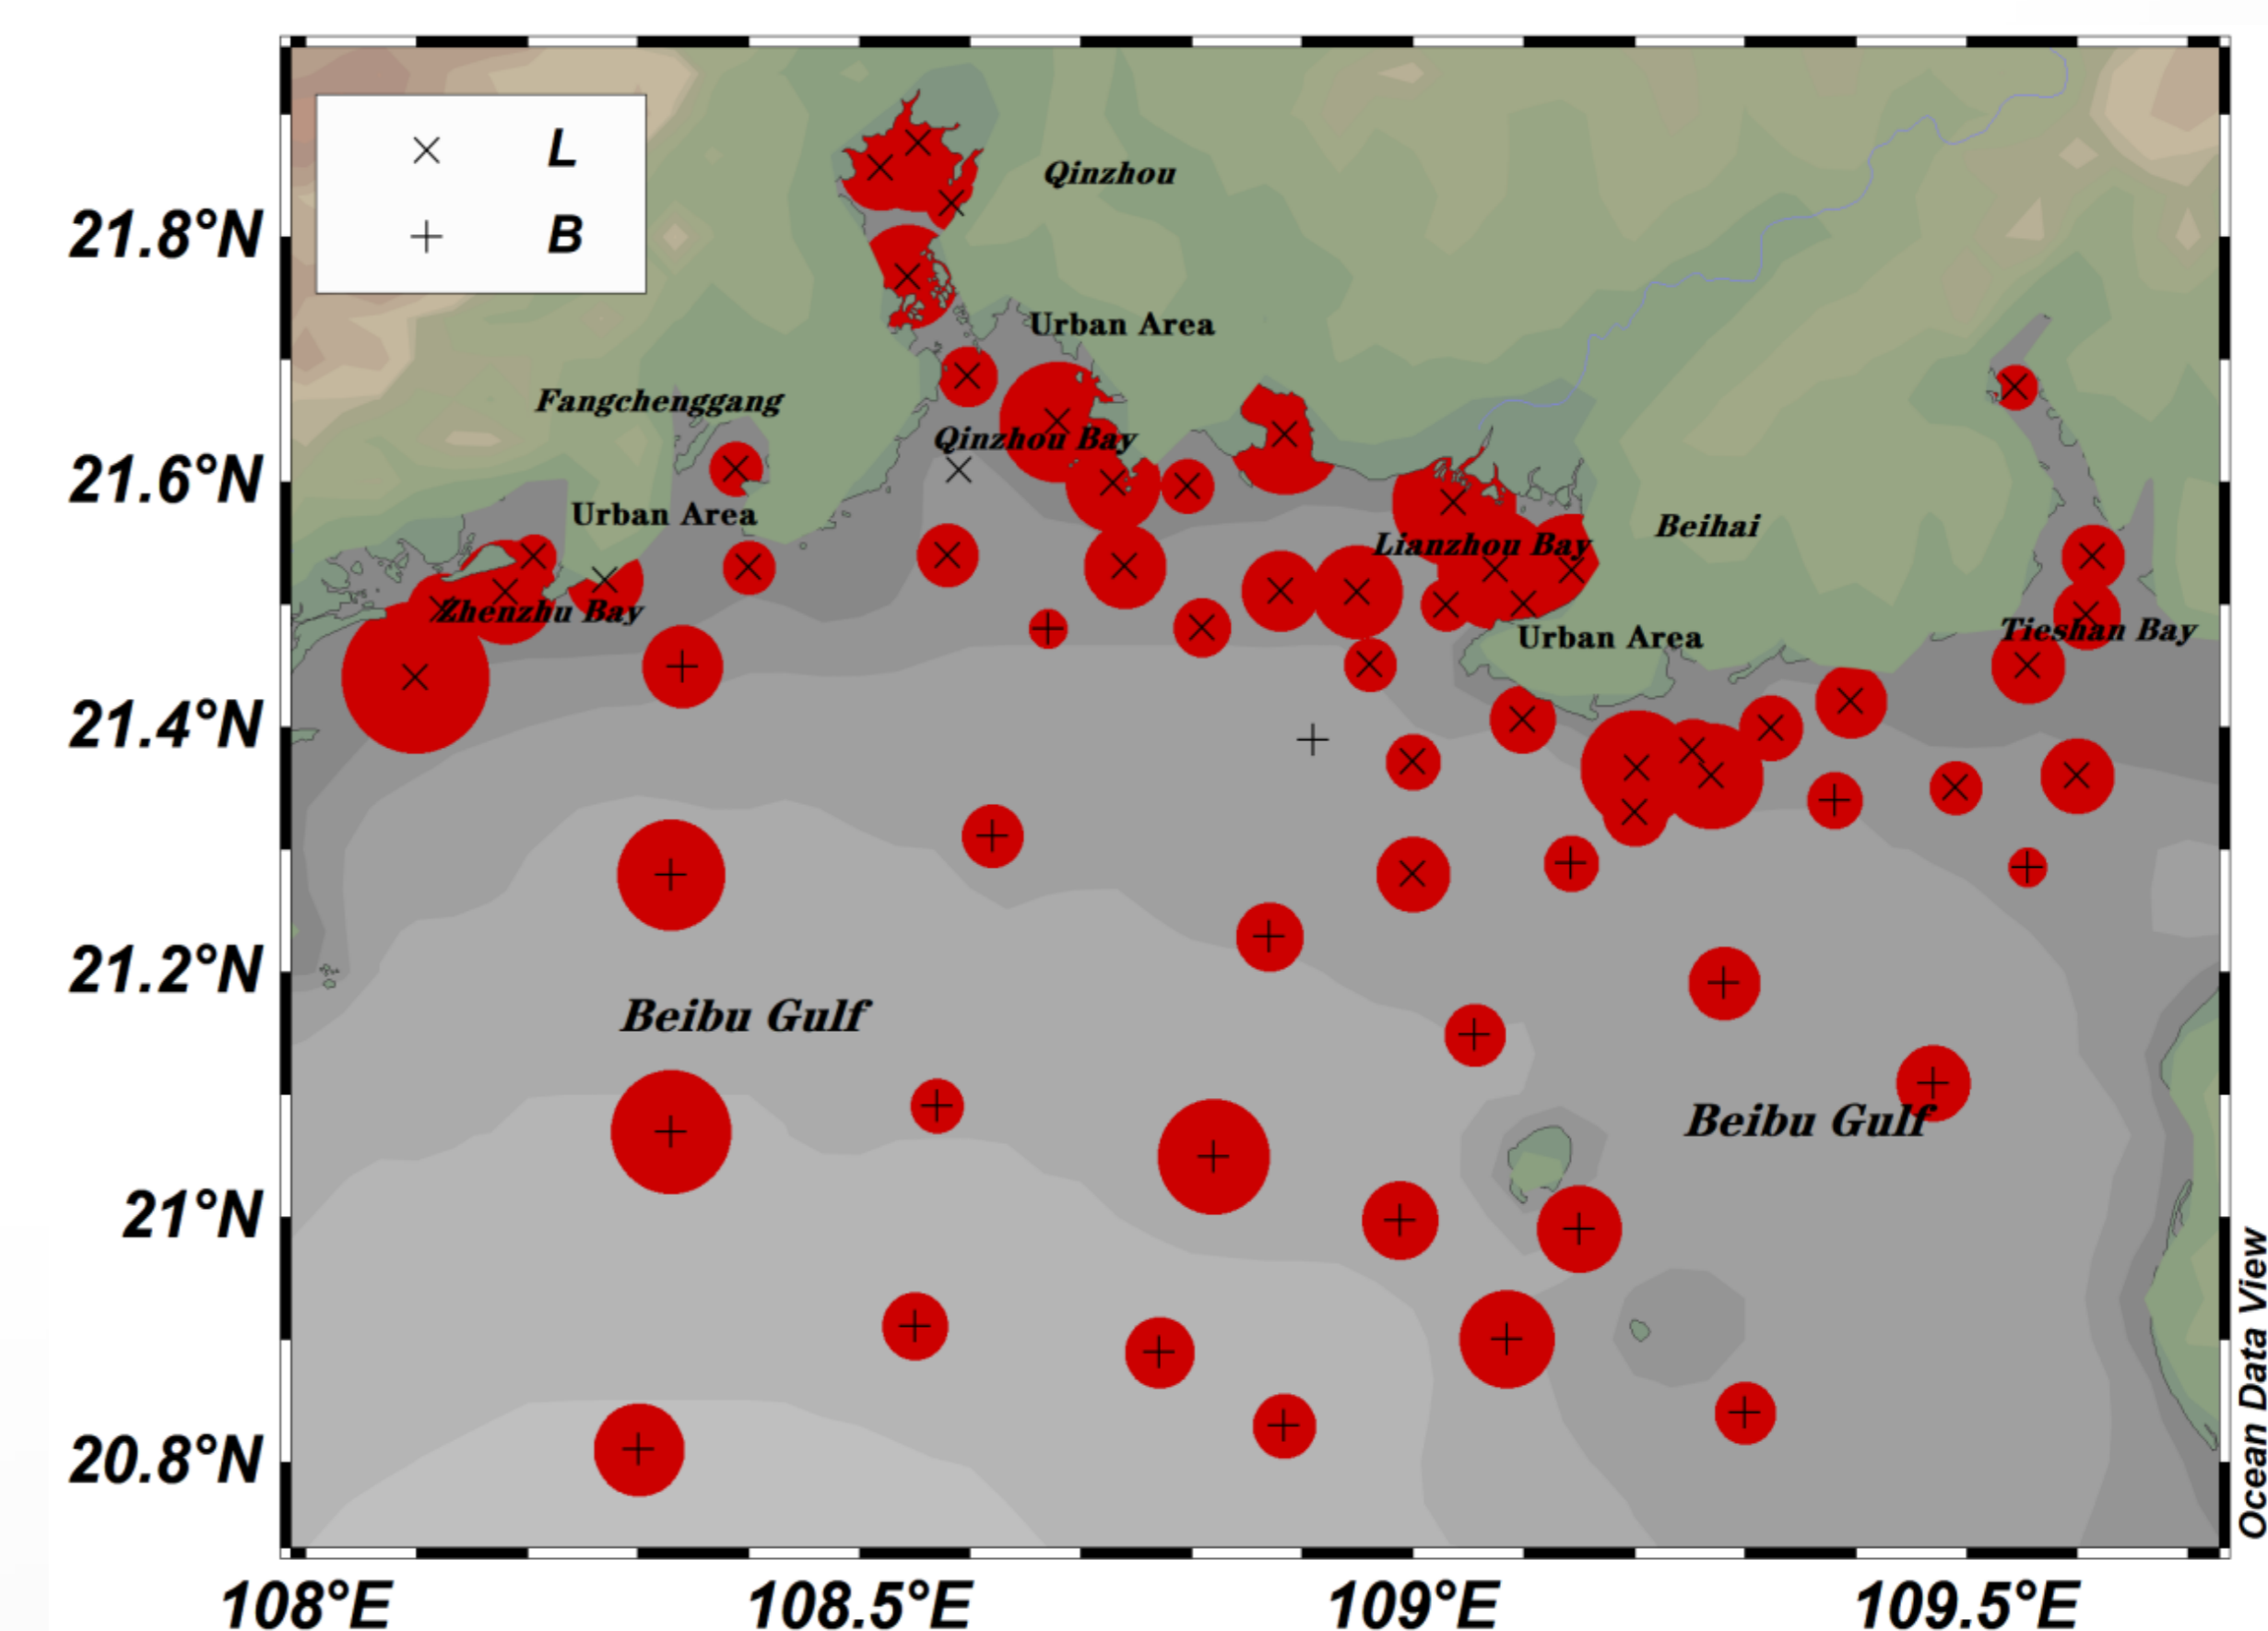 L
B
Qinzhou
21.8°N
Urban Area
Fangchenggang
Qinzhou Bay
21.6°N
Urban Area
Beihai
Lianzhou Bay
Zhenzhu Bay
Urban Area
Tieshan Bay
21.4°N
21.2°N
Beibu Gulf
Beibu Gulf
21°N
20.8°N
Ocean Data View
108°E 108.5°E 109°E 109.5°E